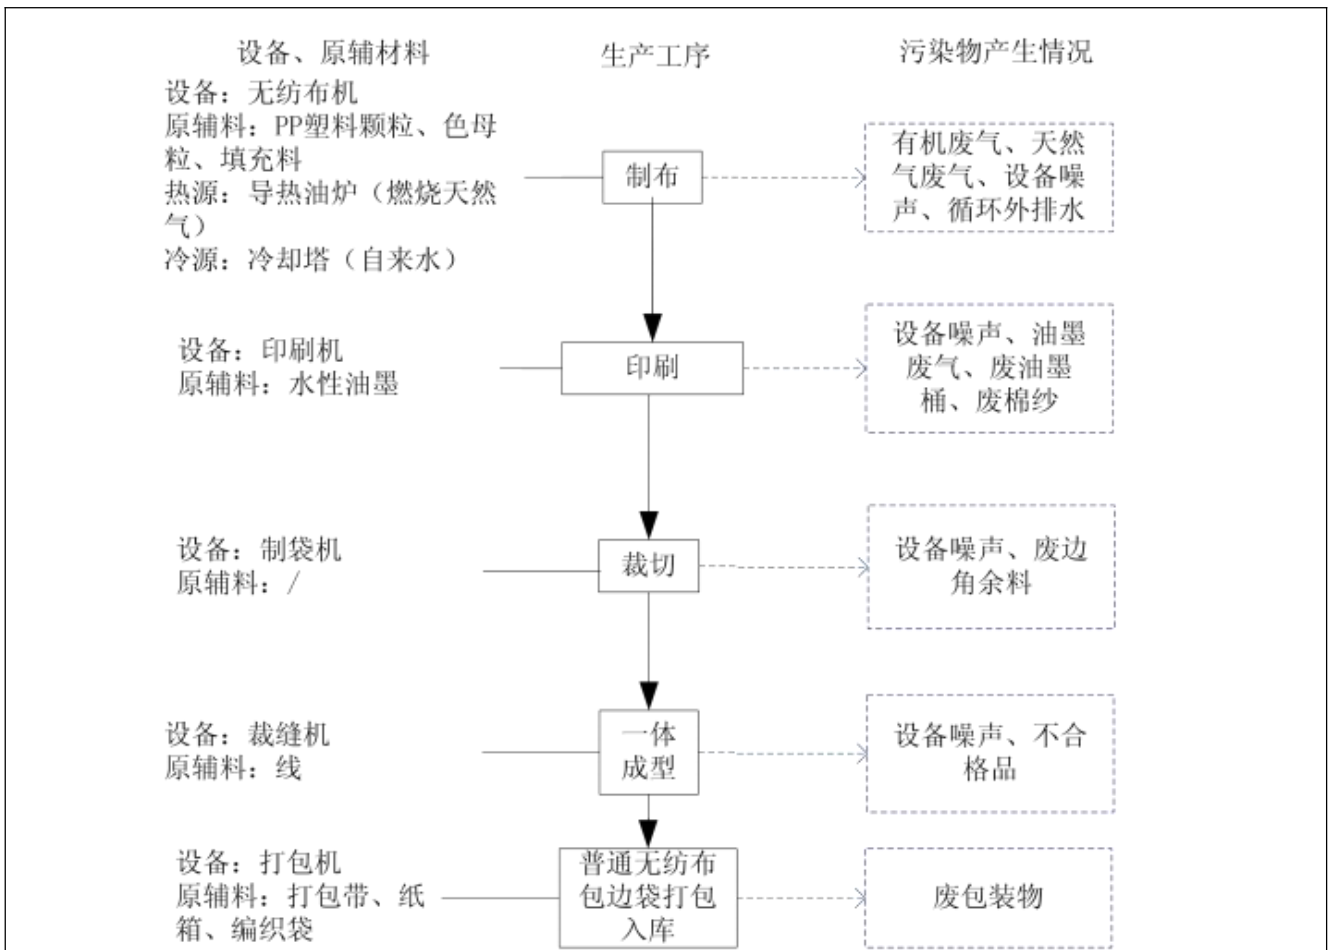 设备、原辅材料
生产工序
污染物产生情况
设备：无纺布机
原辅料：PP塑料颗粒、色母
粒、填充料
热源：导热油炉（燃烧天然
气）
冷源：冷却塔（自来水）
制布
有机废气、天然
气废气、设备噪
声、循环外排水
设备：印刷机
原辅料：水性油墨
印刷
设备噪声、油墨
废气、废油墨
桶、废棉纱
设备：制袋机
原辅料：/
裁切
设备噪声、废边
角余料
设备：裁缝机
原辅料：线
一体
成型
设备噪声、不合
格品
设备：打包机
原辅料：打包带、纸
箱、编织袋
普通无纺布
包边袋打包
入库
废包装物